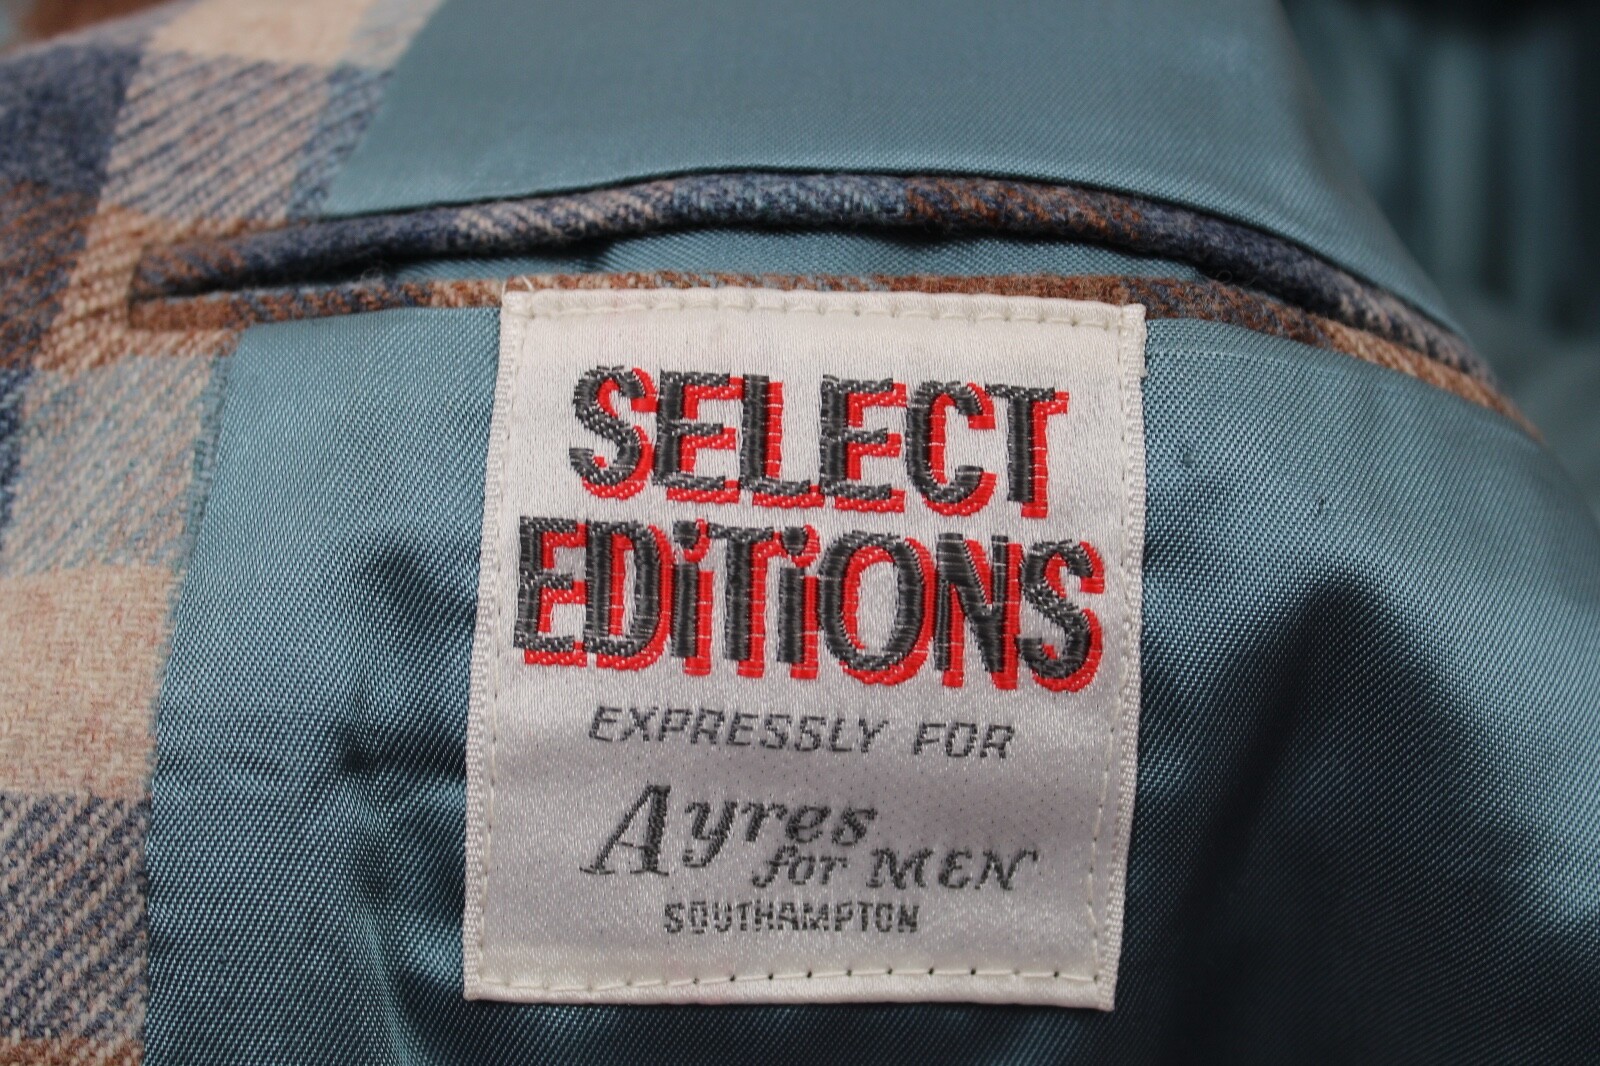 SELECT
EDiTiONS
EXPRESSLY FOR
Ayres
for MEN
SOUTHAMPTON